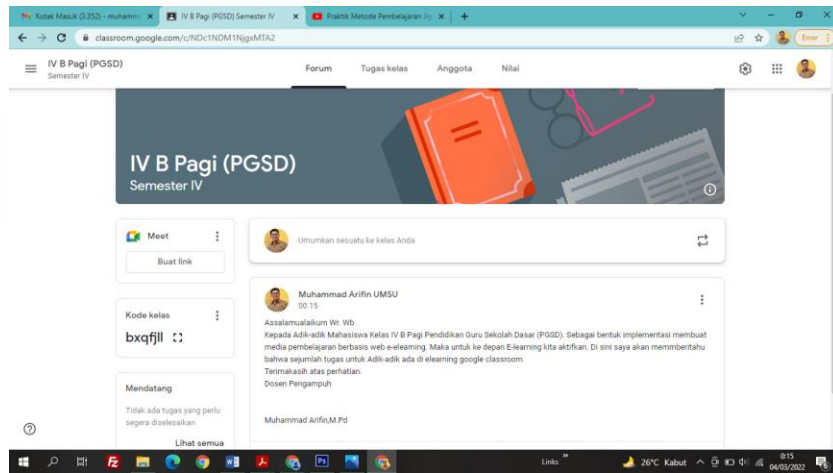 Kotak Masuk (3.352) - muhamm
IV B Pagi (PGSD) Semester IV
Praktik Metode Pembelajaran Jig
classroom.google.com/c/NDc1NDM1NjgxMTA2
Error
IV B Pagi (PGSD)
Semester IV
Forum
Tugas kelas
Anggota
Nilai
IV B Pagi (PGSD)
Semester IV
Meet
Buat link
Umumkan sesuatu ke kelas Anda
Kode kelas
bxqfjll
Muhammad Arifin UMSU
00.15
Assalamualaikum Wr. Wb
Kepada Adik-adik Mahasiswa Kelas IV B Pagi Pendidikan Guru Sekolah Dasar (PGSD). Sebagai bentuk implementasi membuat
media pembelajaran berbasis web e-eleaming. Maka untuk ke depan E-learning kita aktifkan. Di sini saya akan memmberitahu
bahwa sejumlah tugas untuk Adik-adik ada di elearning google classroom.
Terimakasih atas perhatian.
Dosen Pengampuh
Muhammad Arifin,M.Pd
Mendatang
Tidak ada tugas yang perlu
segera diselesaikan
Lihat semua
Links
26°C Kabut
0:15
04/03/2022